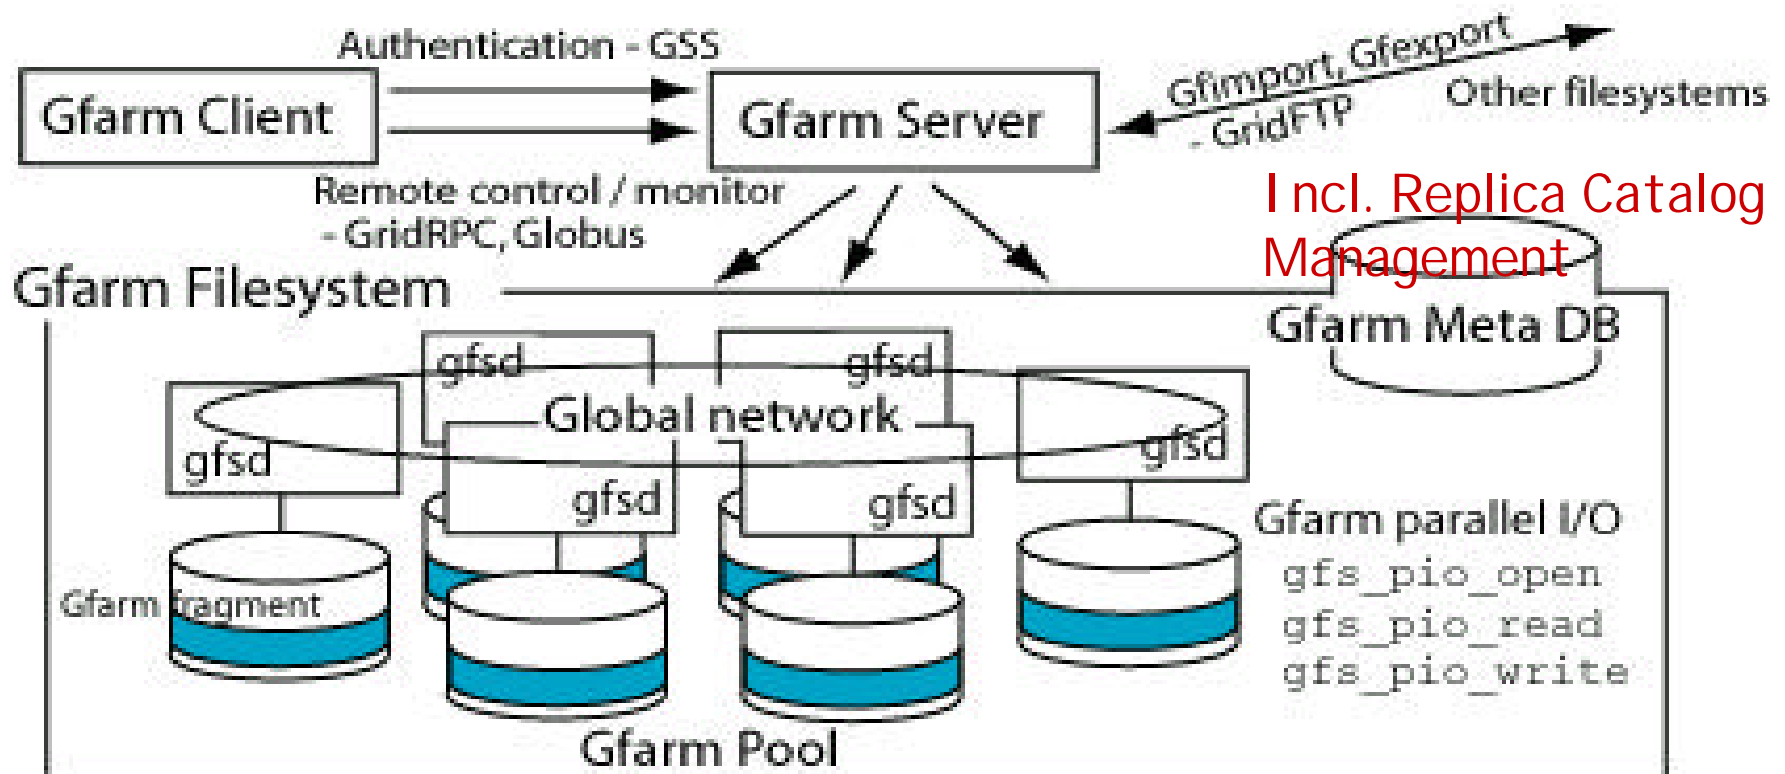 Authentication - GSS
Gfimport, Gfexport
- GridFTP
Other filesystems
Gfarm Client
Gfarm Server
Remote control / monitor
- GridRPC, Globus
Incl. Replica Catalog
Management
Gfarm Filesystem
Gfarm Meta DB
gfsd
gfsd
Global network
gfsd
gfsd
gfsd
gfsd
Gfarm parallel I/O
gfs_pio_open
Gfarm fragment
gfs_pio_read
gfs_pio_write
Gfarm Pool